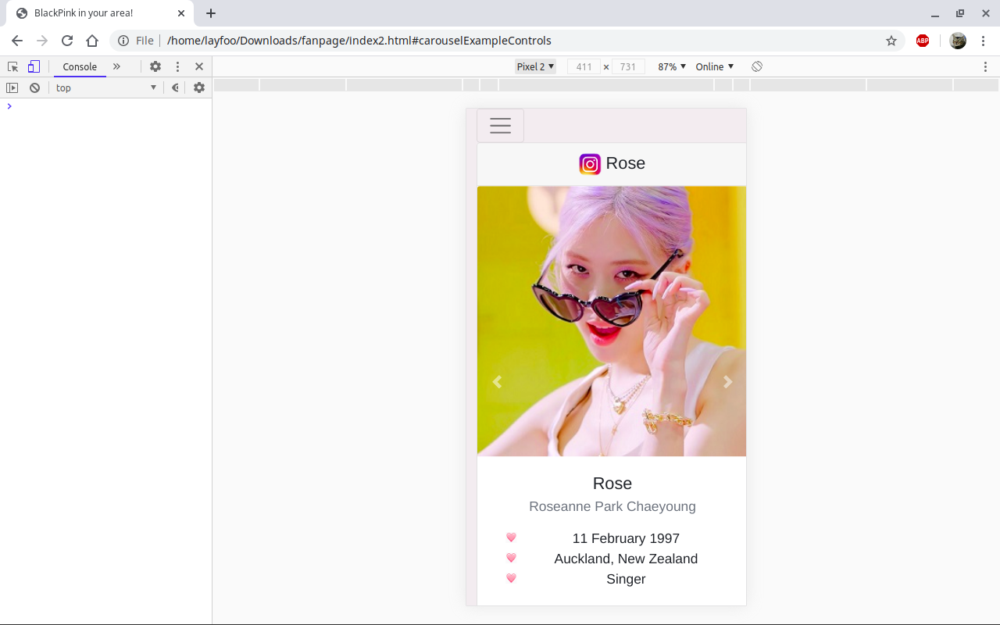 BlackPink in your area!
File /home/layfoo/Downloads/fanpage/index2.html#carouselExampleControls
ABP
Console
Pixel 2 411 × 731 87% Online
top
Rose
Rose
Roseanne Park Chaeyoung
11 February 1997
Auckland, New Zealand
Singer